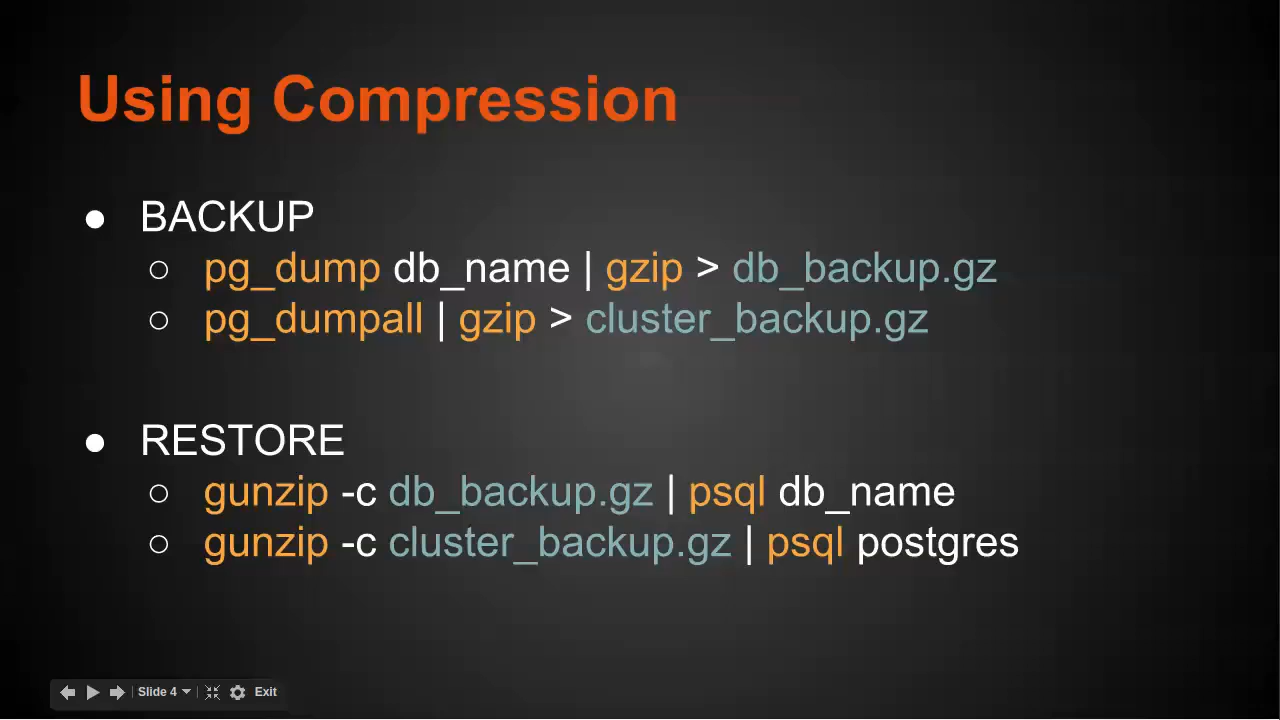 Using Compression
● BACKUP
○ pg_dump db_name | gzip > db_backup.gz
○ pg_dumpall | gzip > cluster_backup.gz
● RESTORE
○ gunzip -c db_backup.gz | psql db_name
○ gunzip -c cluster_backup.gz | psql postgres
Slide 4 Exit